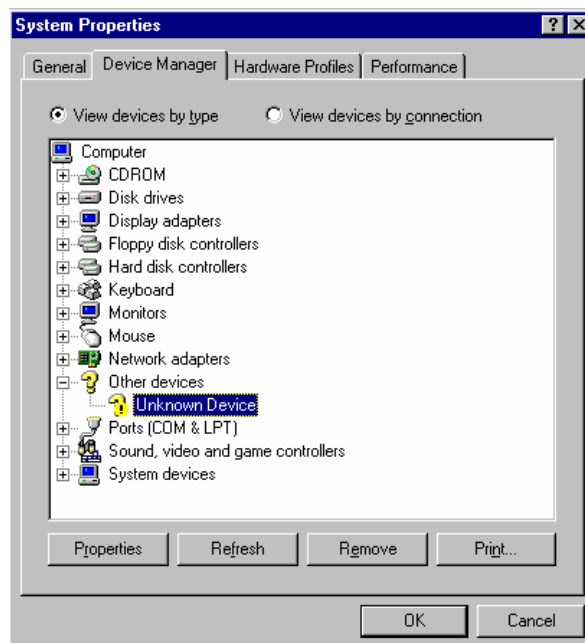 System Properties
General Device Manager Hardware Profiles Performance
View devices by type View devices by connection
Computer
CDROM
Disk drives
Display adapters
Floppy disk controllers
Hard disk controllers
Keyboard
Monitors
Mouse
Network adapters
Other devices
Unknown Device
Ports (COM & LPT)
Sound, video and game controllers
System devices
Properties Refresh Remove Print...
OK Cancel